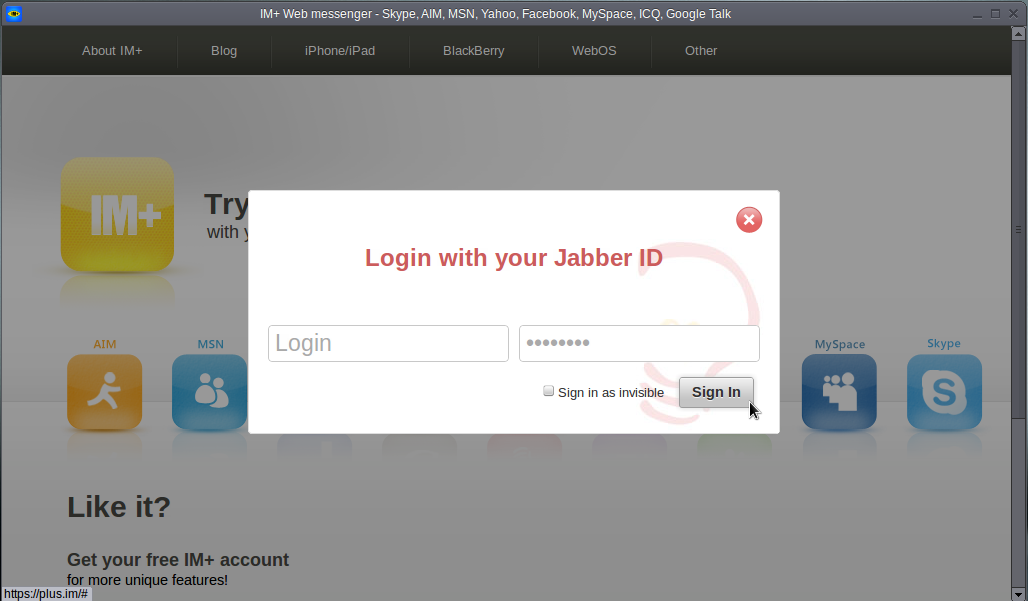 IM+ Web messenger - Skype, AIM, MSN, Yahoo, Facebook, MySpace, ICQ, Google Talk
About IM+ Blog iPhone/iPad BlackBerry WebOS Other
IM+
Try
with y
Login with your Jabber ID
Login ••••••••
Sign in as invisible Sign In
AIM MSN MySpace Skype
Like it?
Get your free IM+ account
for more unique features!
https://plus.im/#